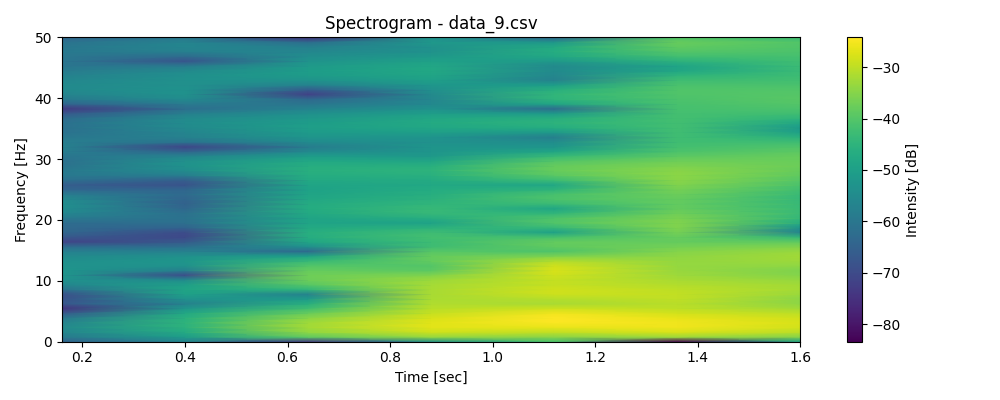 Spectrogram - data_9.csv
Frequency [Hz]
50
40
30
20
10
0
0.2 0.4 0.6 0.8 1.0 1.2 1.4 1.6
Time [sec]
−30
−40
−50
−60
−70
−80
Intensity [dB]